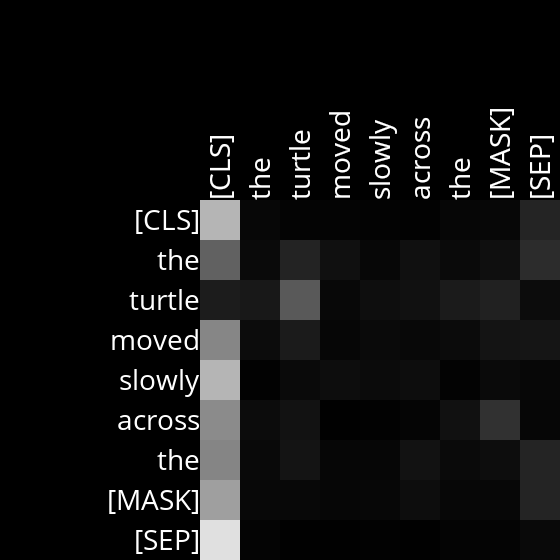 [CLS]
the
turtle
moved
slowly
across
the
[MASK]
[SEP]
[CLS]
the
turtle
moved
slowly
across
the
[MASK]
[SEP]